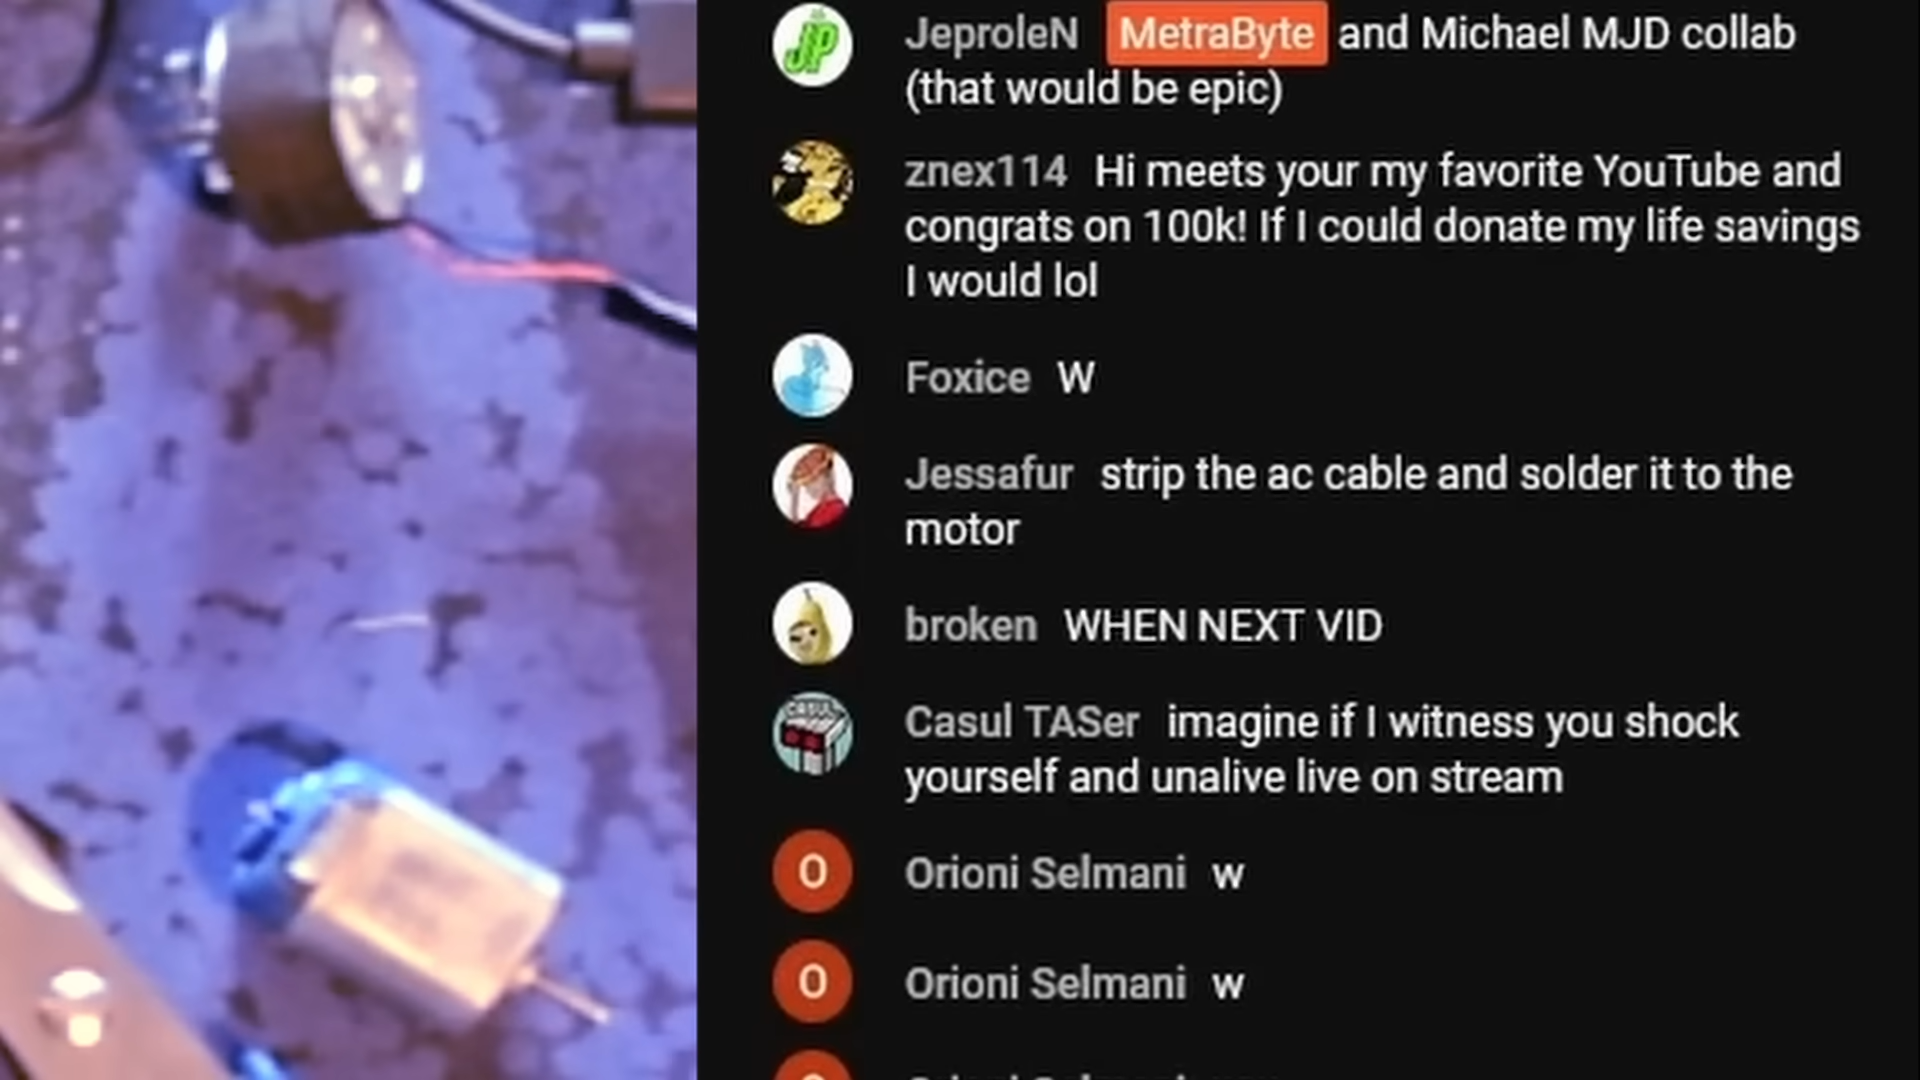 JeproleN MetraByte and Michael MJD collab
(that would be epic)
znex114 Hi meets your my favorite YouTube and
congrats on 100k! If I could donate my life savings
I would lol
Foxice W
Jessafur strip the ac cable and solder it to the
motor
broken WHEN NEXT VID
Casul TASer imagine if I witness you shock
yourself and unalive live on stream
O Orioni Selmani w
O Orioni Selmani w